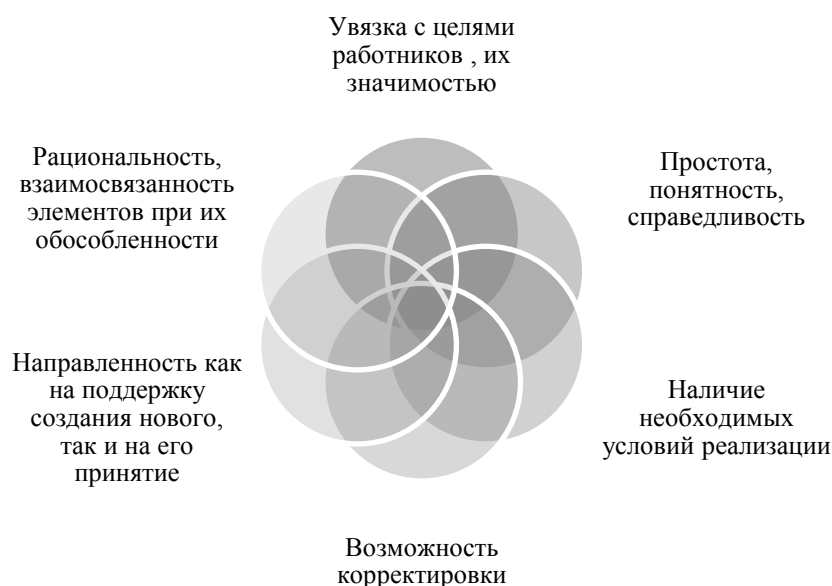 Увязка с целями
работников , их
значимостью
Простота,
понятность,
справедливость
Наличие
необходимых
условий реализации
Возможность
корректировки
Направленность как
на поддержку
создания нового,
так и на его
принятие
Рациональность,
взаимосвязанность
элементов при их
обособленности